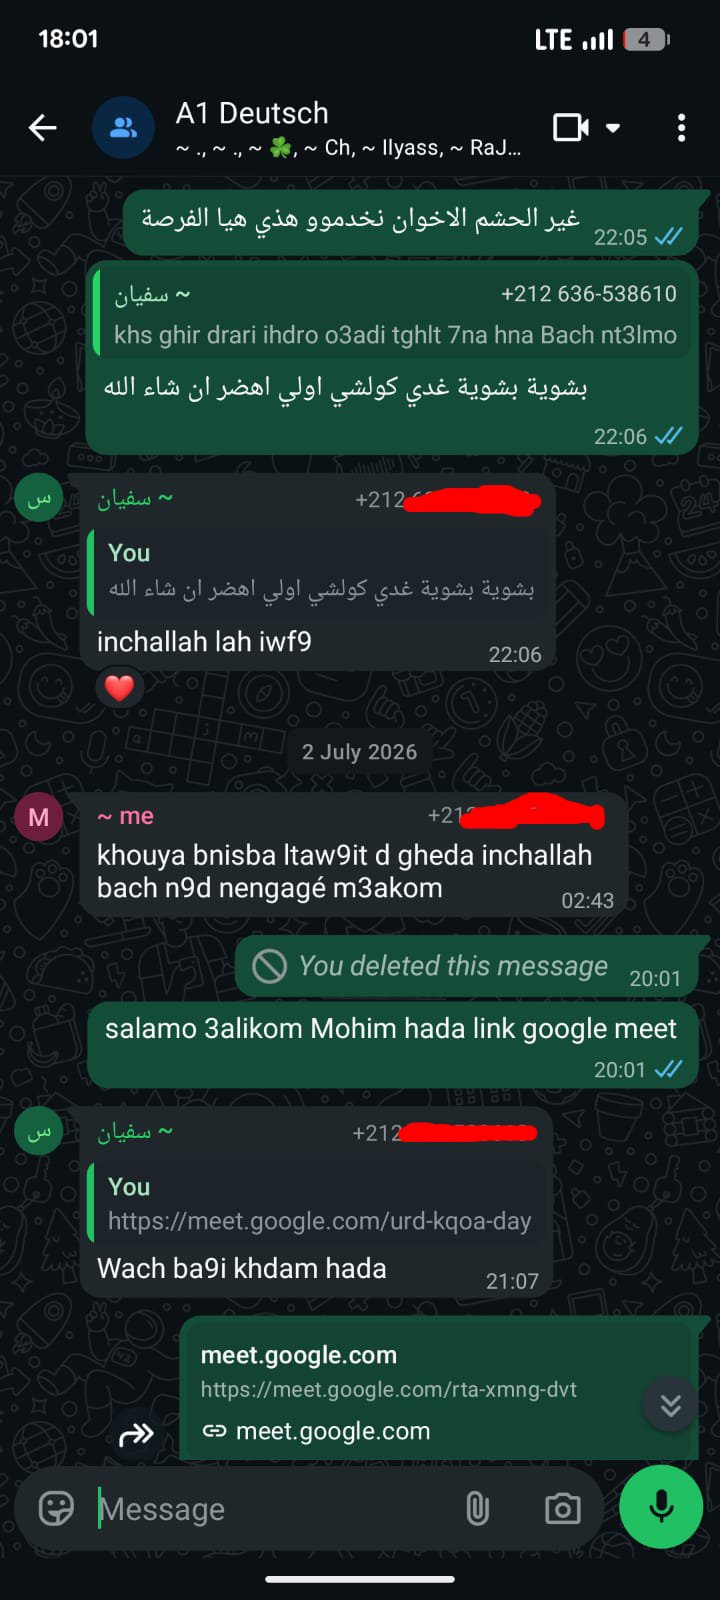 18:01
LTE 4
A1 Deutsch
~ ., ~ ., ~ ☘️, ~ Ch, ~ Ilyass, ~ RaJ...
غير الحشم الاخوان نخدموو هذي هيا الفرصة
22:05
~ سفيان +212 636-538610
khs ghir drari ihdro o3adi tghlt 7na hna Bach nt3lmo
بشوية بشوية غدي كولشي اولي اهضر ان شاء الله
22:06
س
~ سفيان +212
You
بشوية بشوية غدي كولشي اولي اهضر ان شاء الله
inchallah lah iwf9
22:06
❤️
2 July 2026
M
~ me +212
khouya bnisba ltaw9it d gheda inchallah
bach n9d nengagé m3akom
02:43
You deleted this message 20:01
salamo 3alikom Mohim hada link google meet
20:01
س
~ سفيان +212
You
https://meet.google.com/urd-kqoa-day
Wach ba9i khdam hada
21:07
meet.google.com
https://meet.google.com/rta-xmng-dvt
meet.google.com
Message